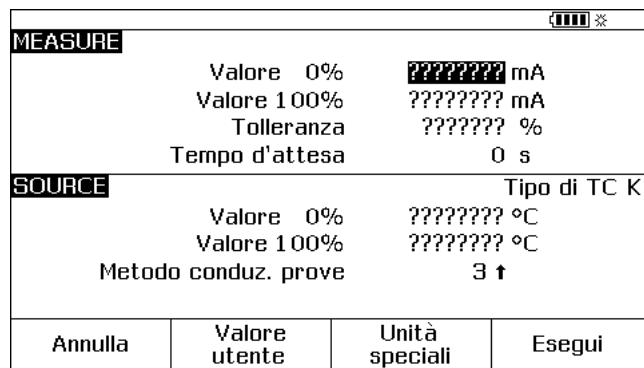 MEASURE
Valore 0% ???????? mA
Valore 100% ???????? mA
Tolleranza ??????? %
Tempo d'attesa 0 s
SOURCE Tipo di TC K
Valore 0% ???????? °C
Valore 100% ???????? °C
Metodo conduz. prove 3 ↑
Annulla
Valore
utente
Unità
speciali
Esegui